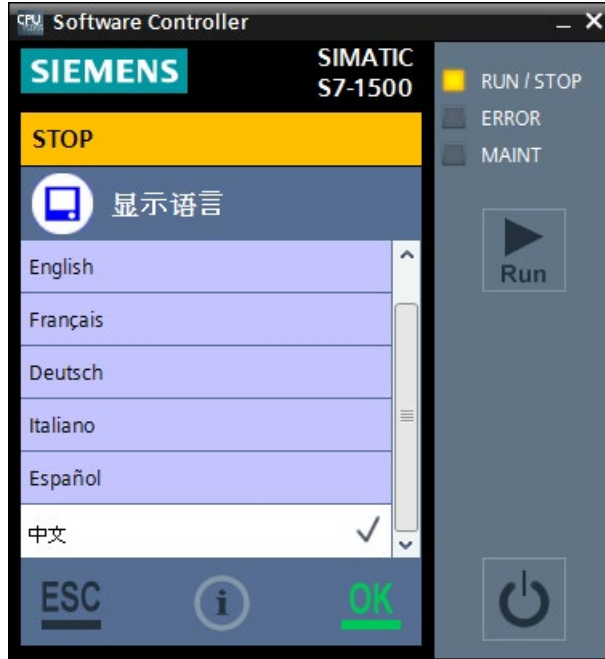 CPU Software Controller
SIEMENS
SIMATIC
S7-1500
STOP
显示语言
English
Français
Deutsch
Italiano
Español
中文
ESC
i
OK
RUN / STOP
ERROR
MAINT
Run